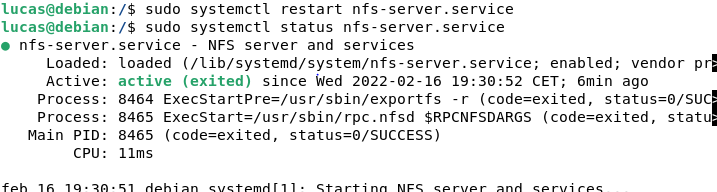 lucas@debian:/$ sudo systemctl restart nfs-server.service
lucas@debian:/$ sudo systemctl status nfs-server.service
● nfs-server.service - NFS server and services
Loaded: loaded (/lib/systemd/system/nfs-server.service; enabled; vendor pr>
Active: active (exited) since Wed 2022-02-16 19:30:52 CET; 6min ago
Process: 8464 ExecStartPre=/usr/sbin/exportfs -r (code=exited, status=0/SUC>
Process: 8465 ExecStart=/usr/sbin/rpc.nfsd $RPCNFSDARGS (code=exited, statu>
Main PID: 8465 (code=exited, status=0/SUCCESS)
CPU: 11ms
feb 16 19:30:51 debian systemd[1]: Starting NFS server and services...